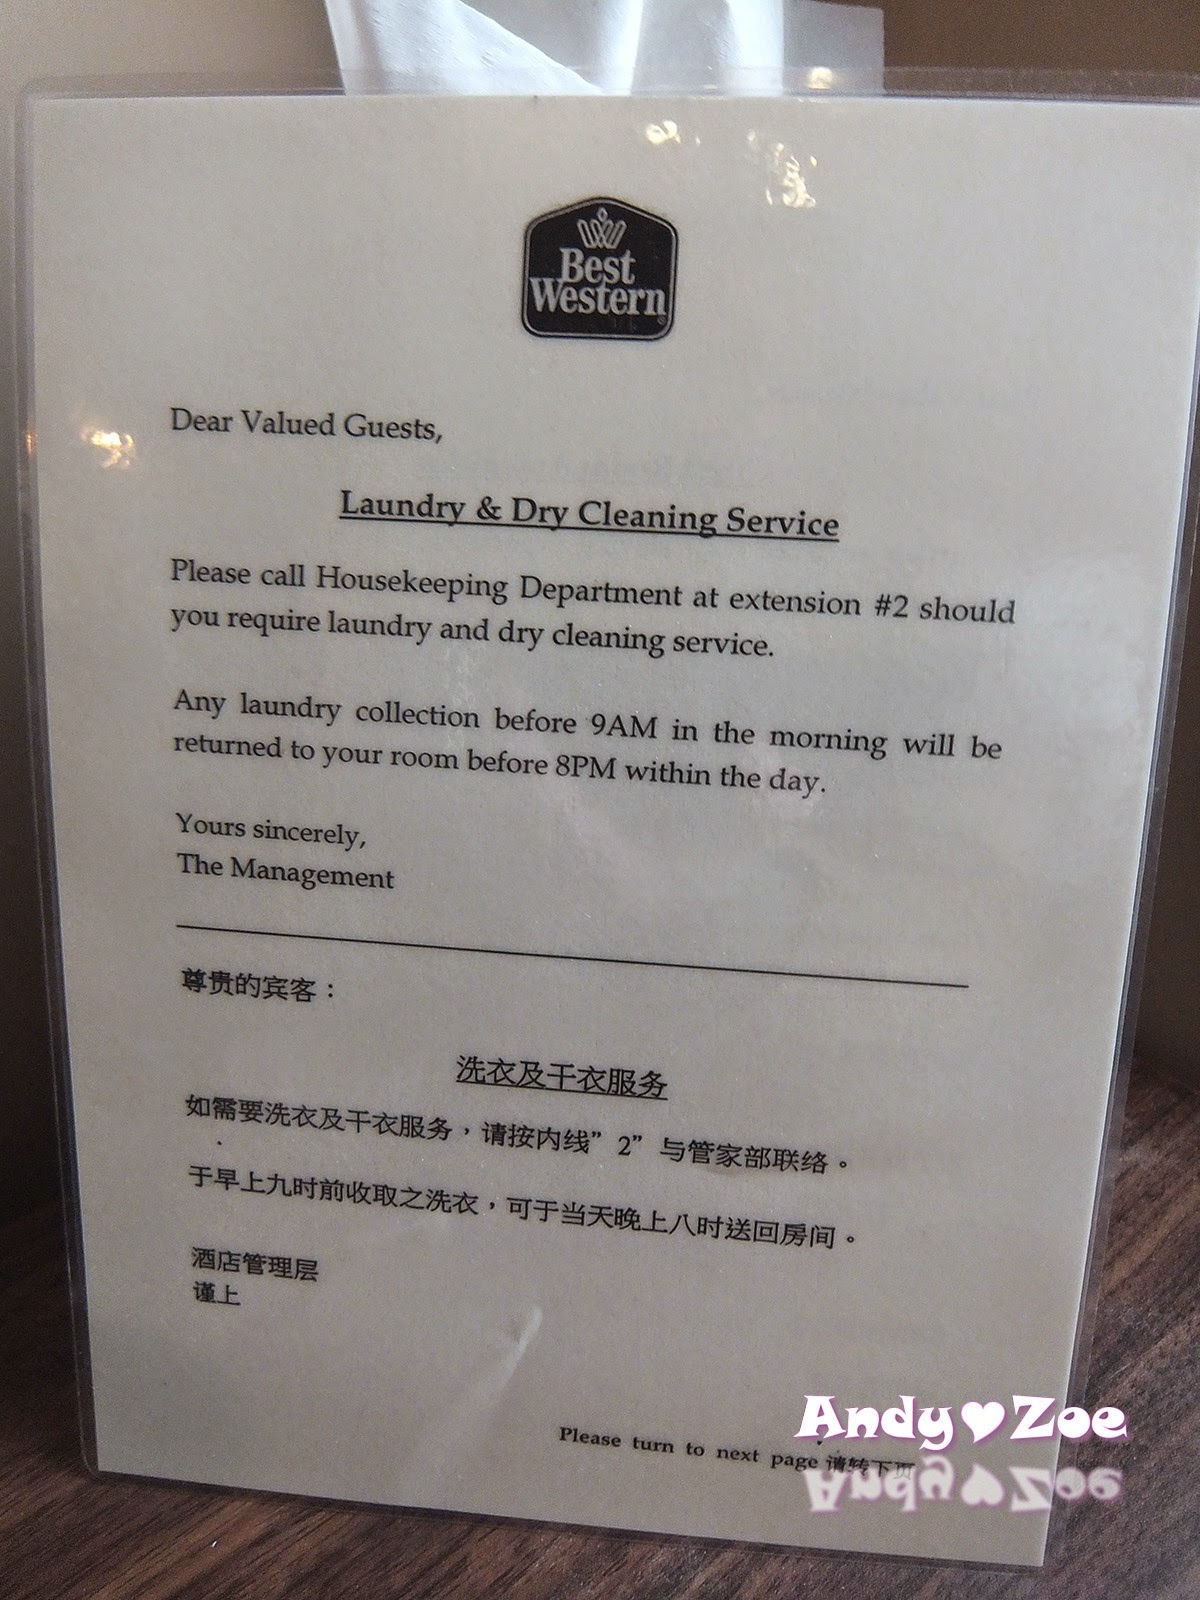 Best
Western
Dear Valued Guests,
Laundry & Dry Cleaning Service
Please call Housekeeping Department at extension #2 should
you require laundry and dry cleaning service.
Any laundry collection before 9AM in the morning will be
returned to your room before 8PM within the day.
Yours sincerely,
The Management
尊贵的宾客：
洗衣及干衣服务
如需要洗衣及干衣服务，请按内线”2” 与管家部联络。
于早上九时前收取之洗衣，可于当天晚上八时送回房间。
酒店管理层
谨上
Please turn to next page 请转下页
Andy♥Zoe